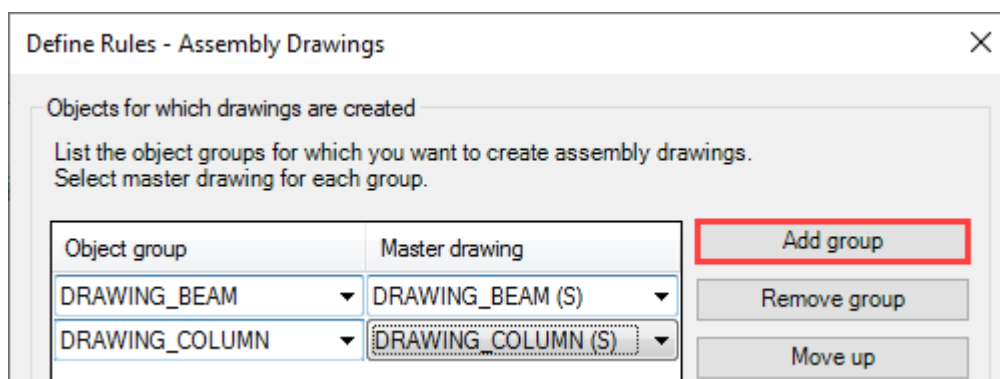 Define Rules - Assembly Drawings
Objects for which drawings are created
List the object groups for which you want to create assembly drawings.
Select master drawing for each group.
Object group Master drawing Add group
DRAWING_BEAM DRAWING_BEAM (S) Remove group
DRAWING_COLUMN DRAWING_COLUMN (S) Move up